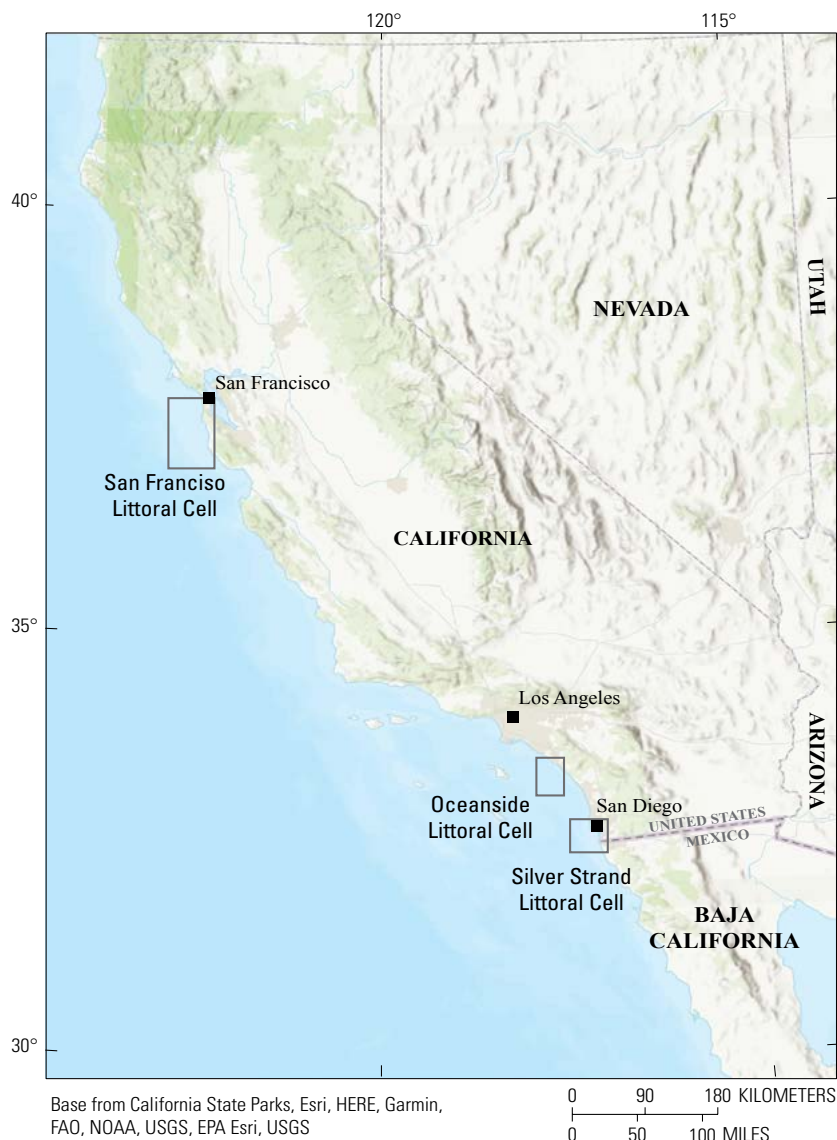 120°
115°
40°
UTAH
NEVADA
San Francisco
San Franciso
Littoral Cell
CALIFORNIA
35°
Los Angeles
ARIZONA
Oceanside
Littoral Cell
San Diego
UNITED STATES
MEXICO
Silver Strand
Littoral Cell
BAJA
CALIFORNIA
30°
Base from California State Parks, Esri, HERE, Garmin,
FAO, NOAA, USGS, EPA Esri, USGS
0 90 180 KILOMETERS
0 50 100 MILES